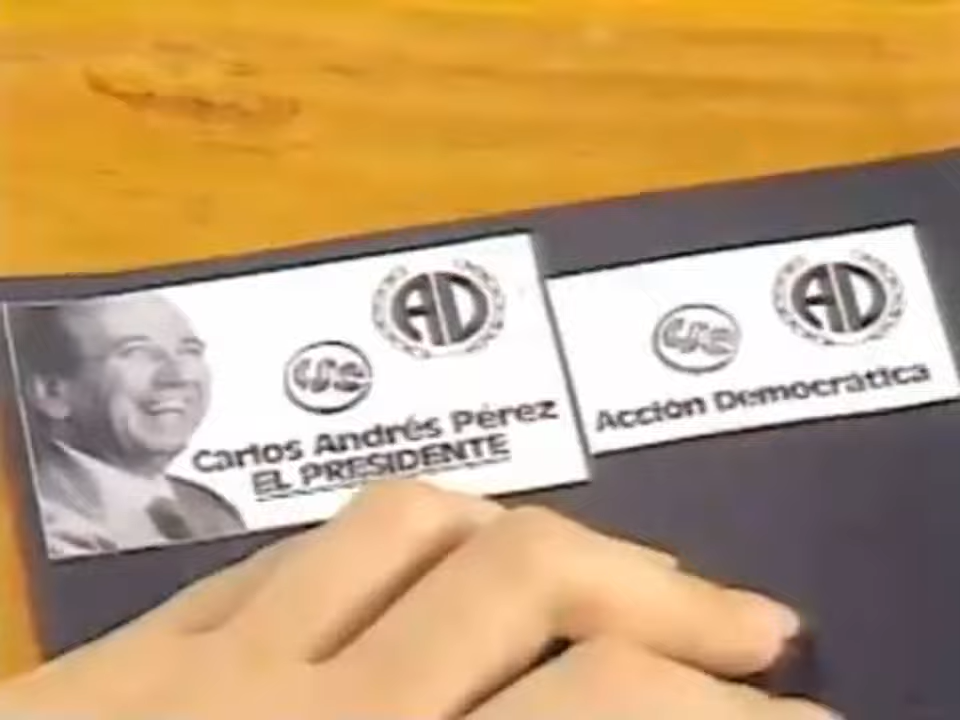 AD
Carlos Andrés Pérez
EL PRESIDENTE
AD
Acción Democrática